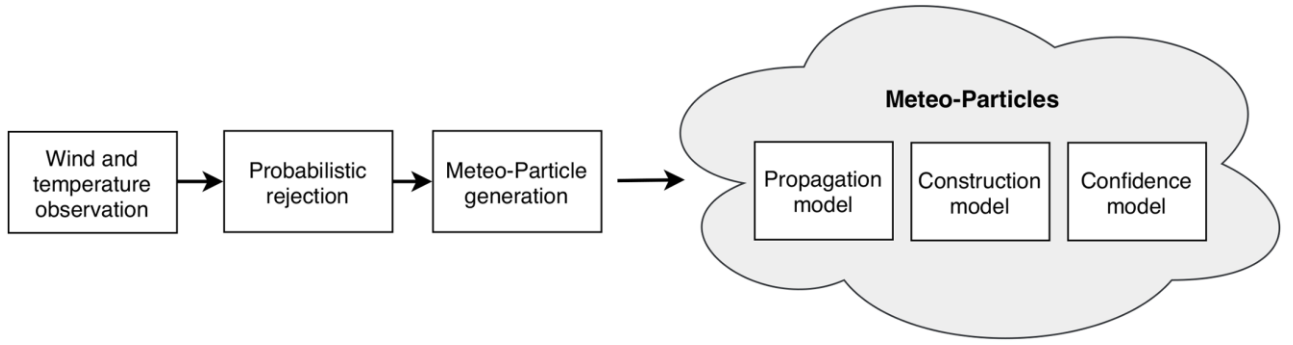 Wind and
temperature
observation
Probabilistic
rejection
Meteo-Particle
generation
Meteo-Particles
Propagation
model
Construction
model
Confidence
model